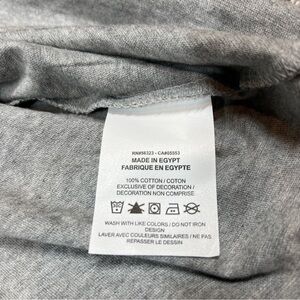 RN#56323 - CA#05553
MADE IN EGYPT
FABRIQUE EN EGYPTE
100% COTTON / COTON
EXCLUSIVE OF DECORATION /
DECORATION NON COMPRISE
WASH WITH LIKE COLORS / DO NOT IRON
DESIGN
LAVER AVEC COULEURS SIMILAIRES / NE PAS
REPASSER LE DESSIN